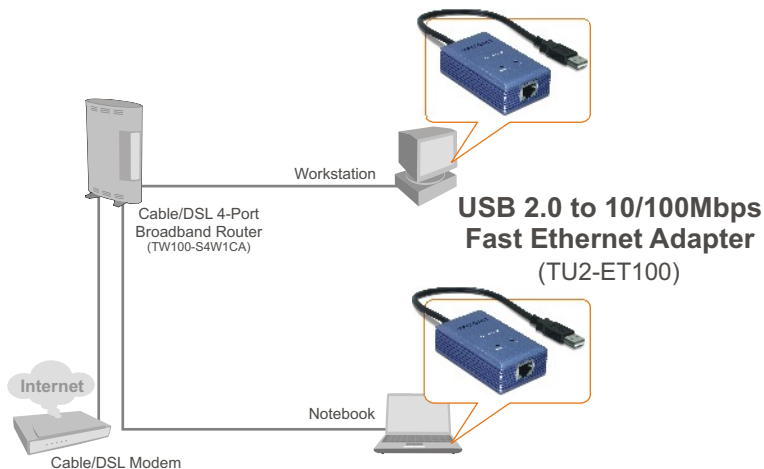 Workstation
Cable/DSL 4-Port
Broadband Router
(TW100-S4W1CA)
USB 2.0 to 10/100Mbps
Fast Ethernet Adapter
(TU2-ET100)
Internet
Notebook
Cable/DSL Modem